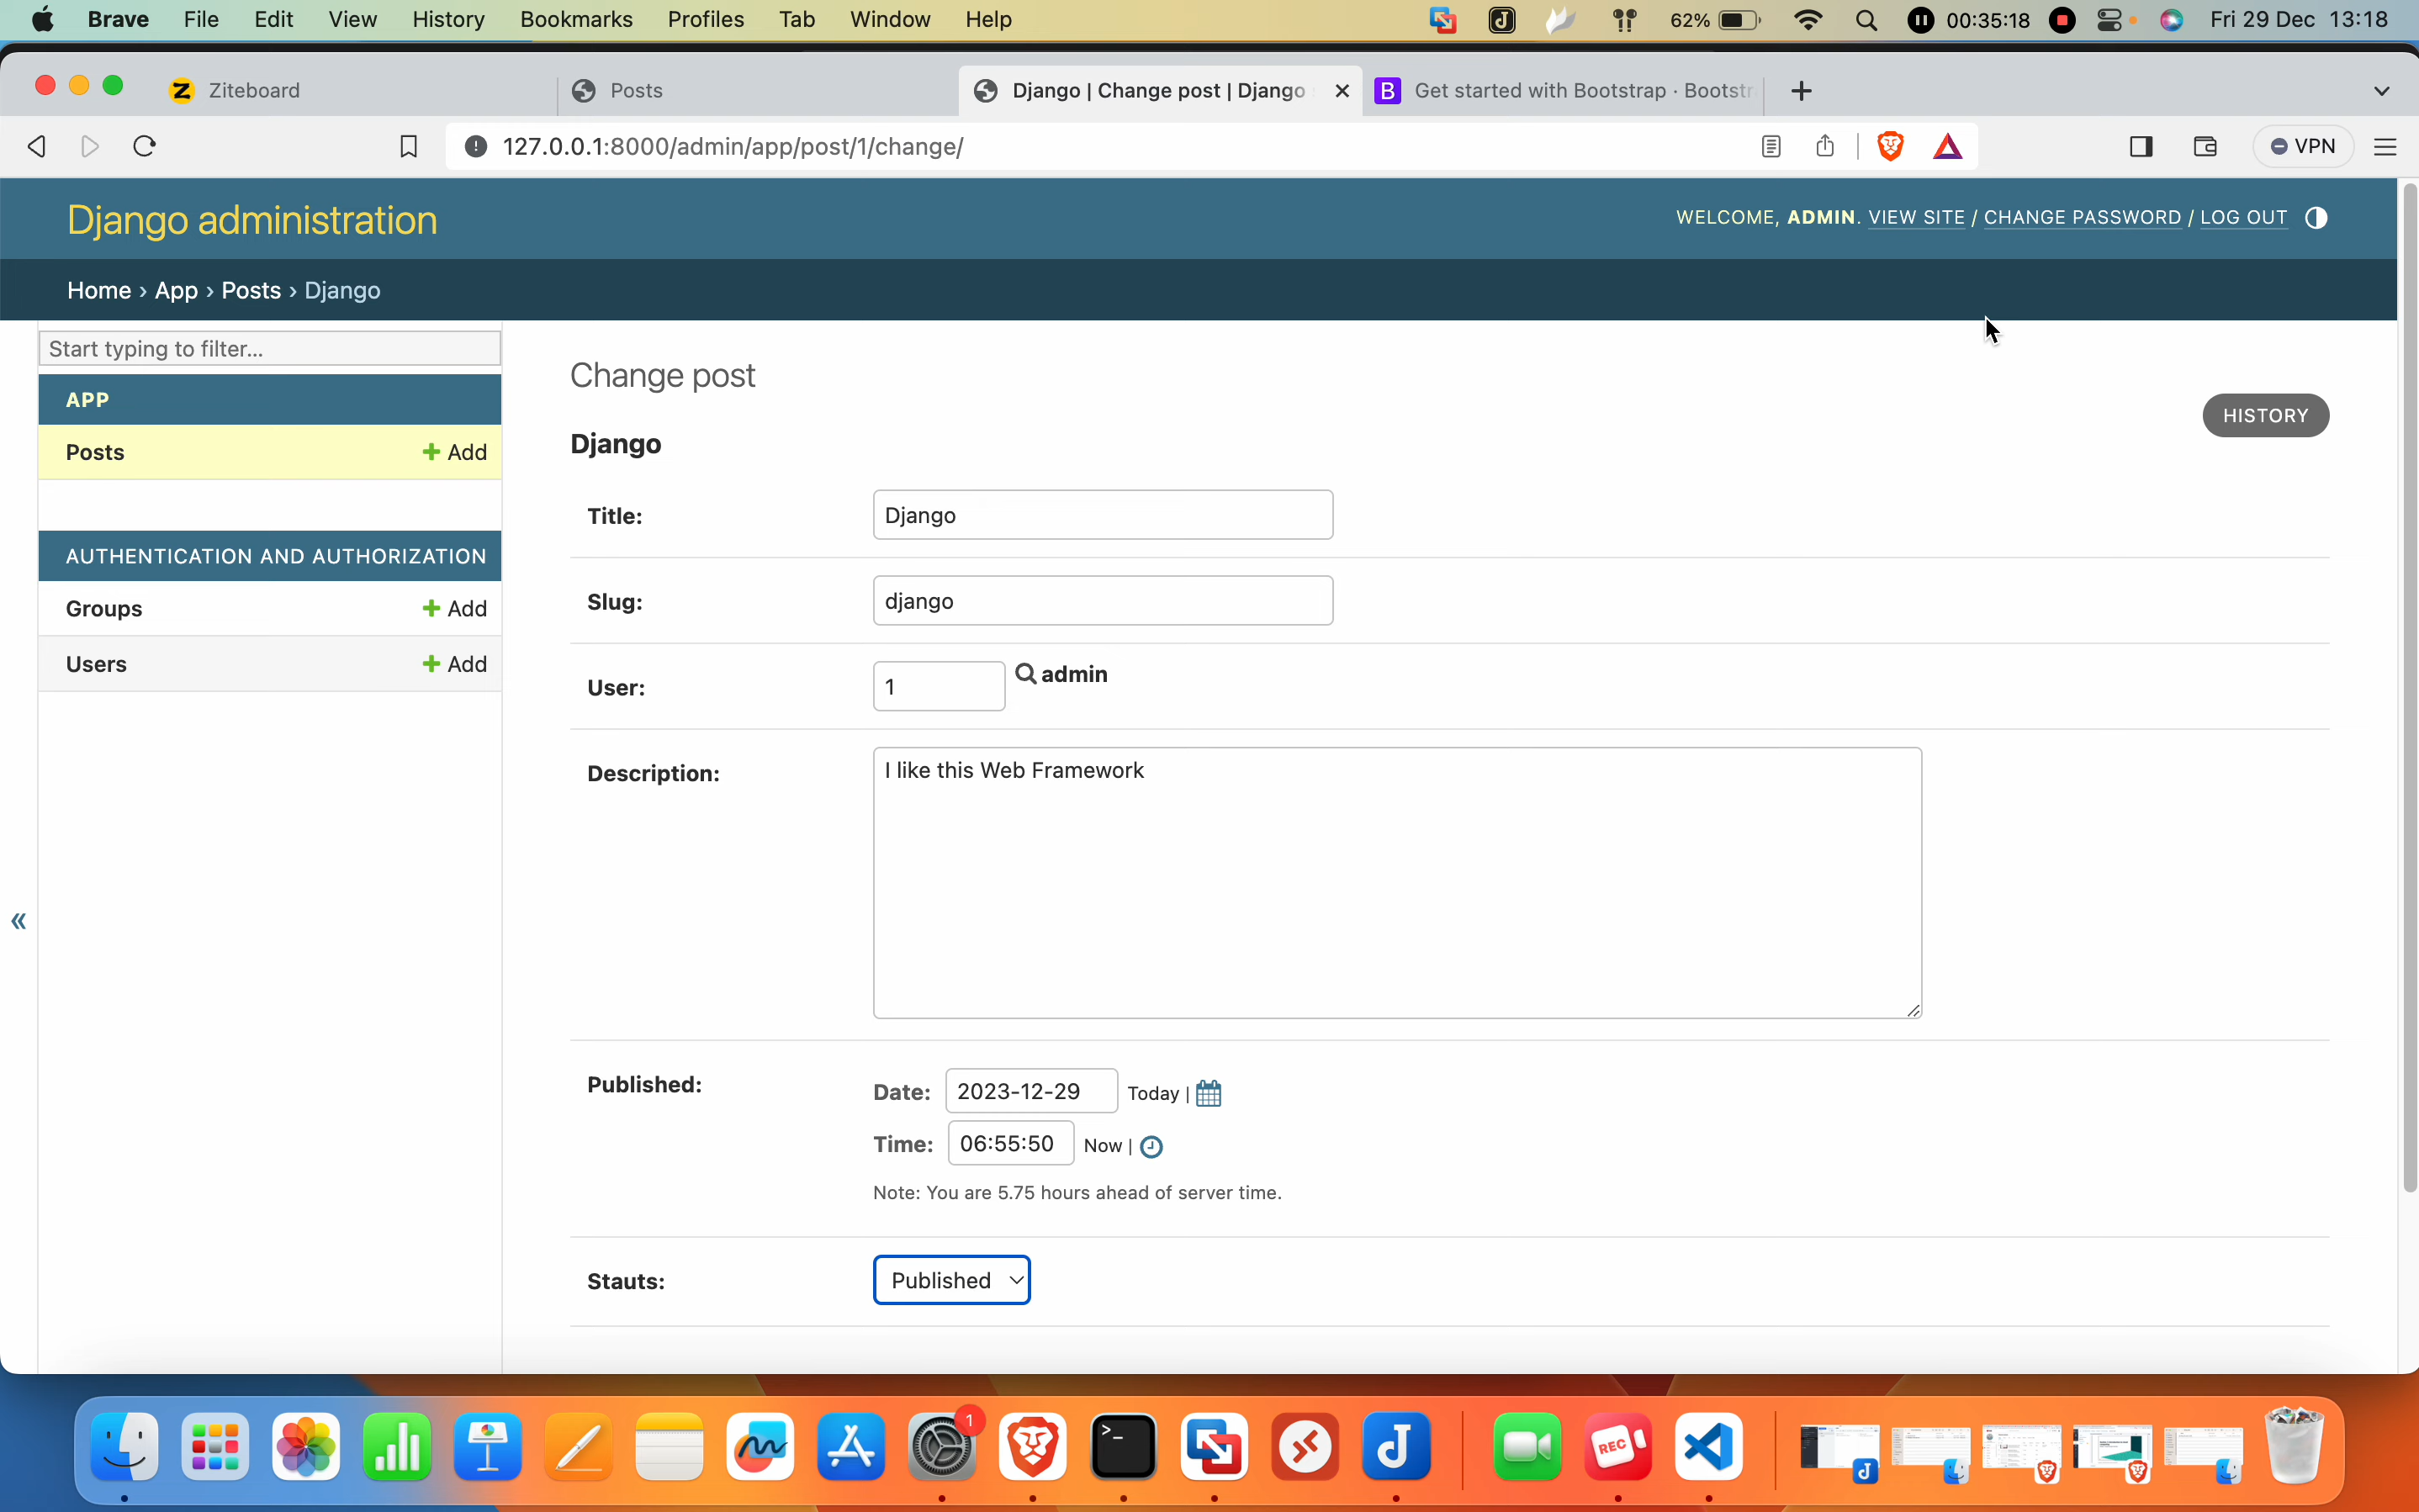 Brave File Edit View History Bookmarks Profiles Tab Window Help 62% 00:35:18 Fri 29 Dec 13:18
Ziteboard Posts Django | Change post | Django Get started with Bootstrap · Bootstr
127.0.0.1:8000/admin/app/post/1/change/ VPN
Django administration
WELCOME, ADMIN. VIEW SITE / CHANGE PASSWORD / LOG OUT
Home › App › Posts › Django
Start typing to filter...
APP
Posts + Add
AUTHENTICATION AND AUTHORIZATION
Groups + Add
Users + Add
«
Change post
HISTORY
Django
Title: Django
Slug: django
User: 1 admin
Description: I like this Web Framework
Published: Date: 2023-12-29 Today |
Time: 06:55:50 Now |
Note: You are 5.75 hours ahead of server time.
Stauts: Published
1
REC